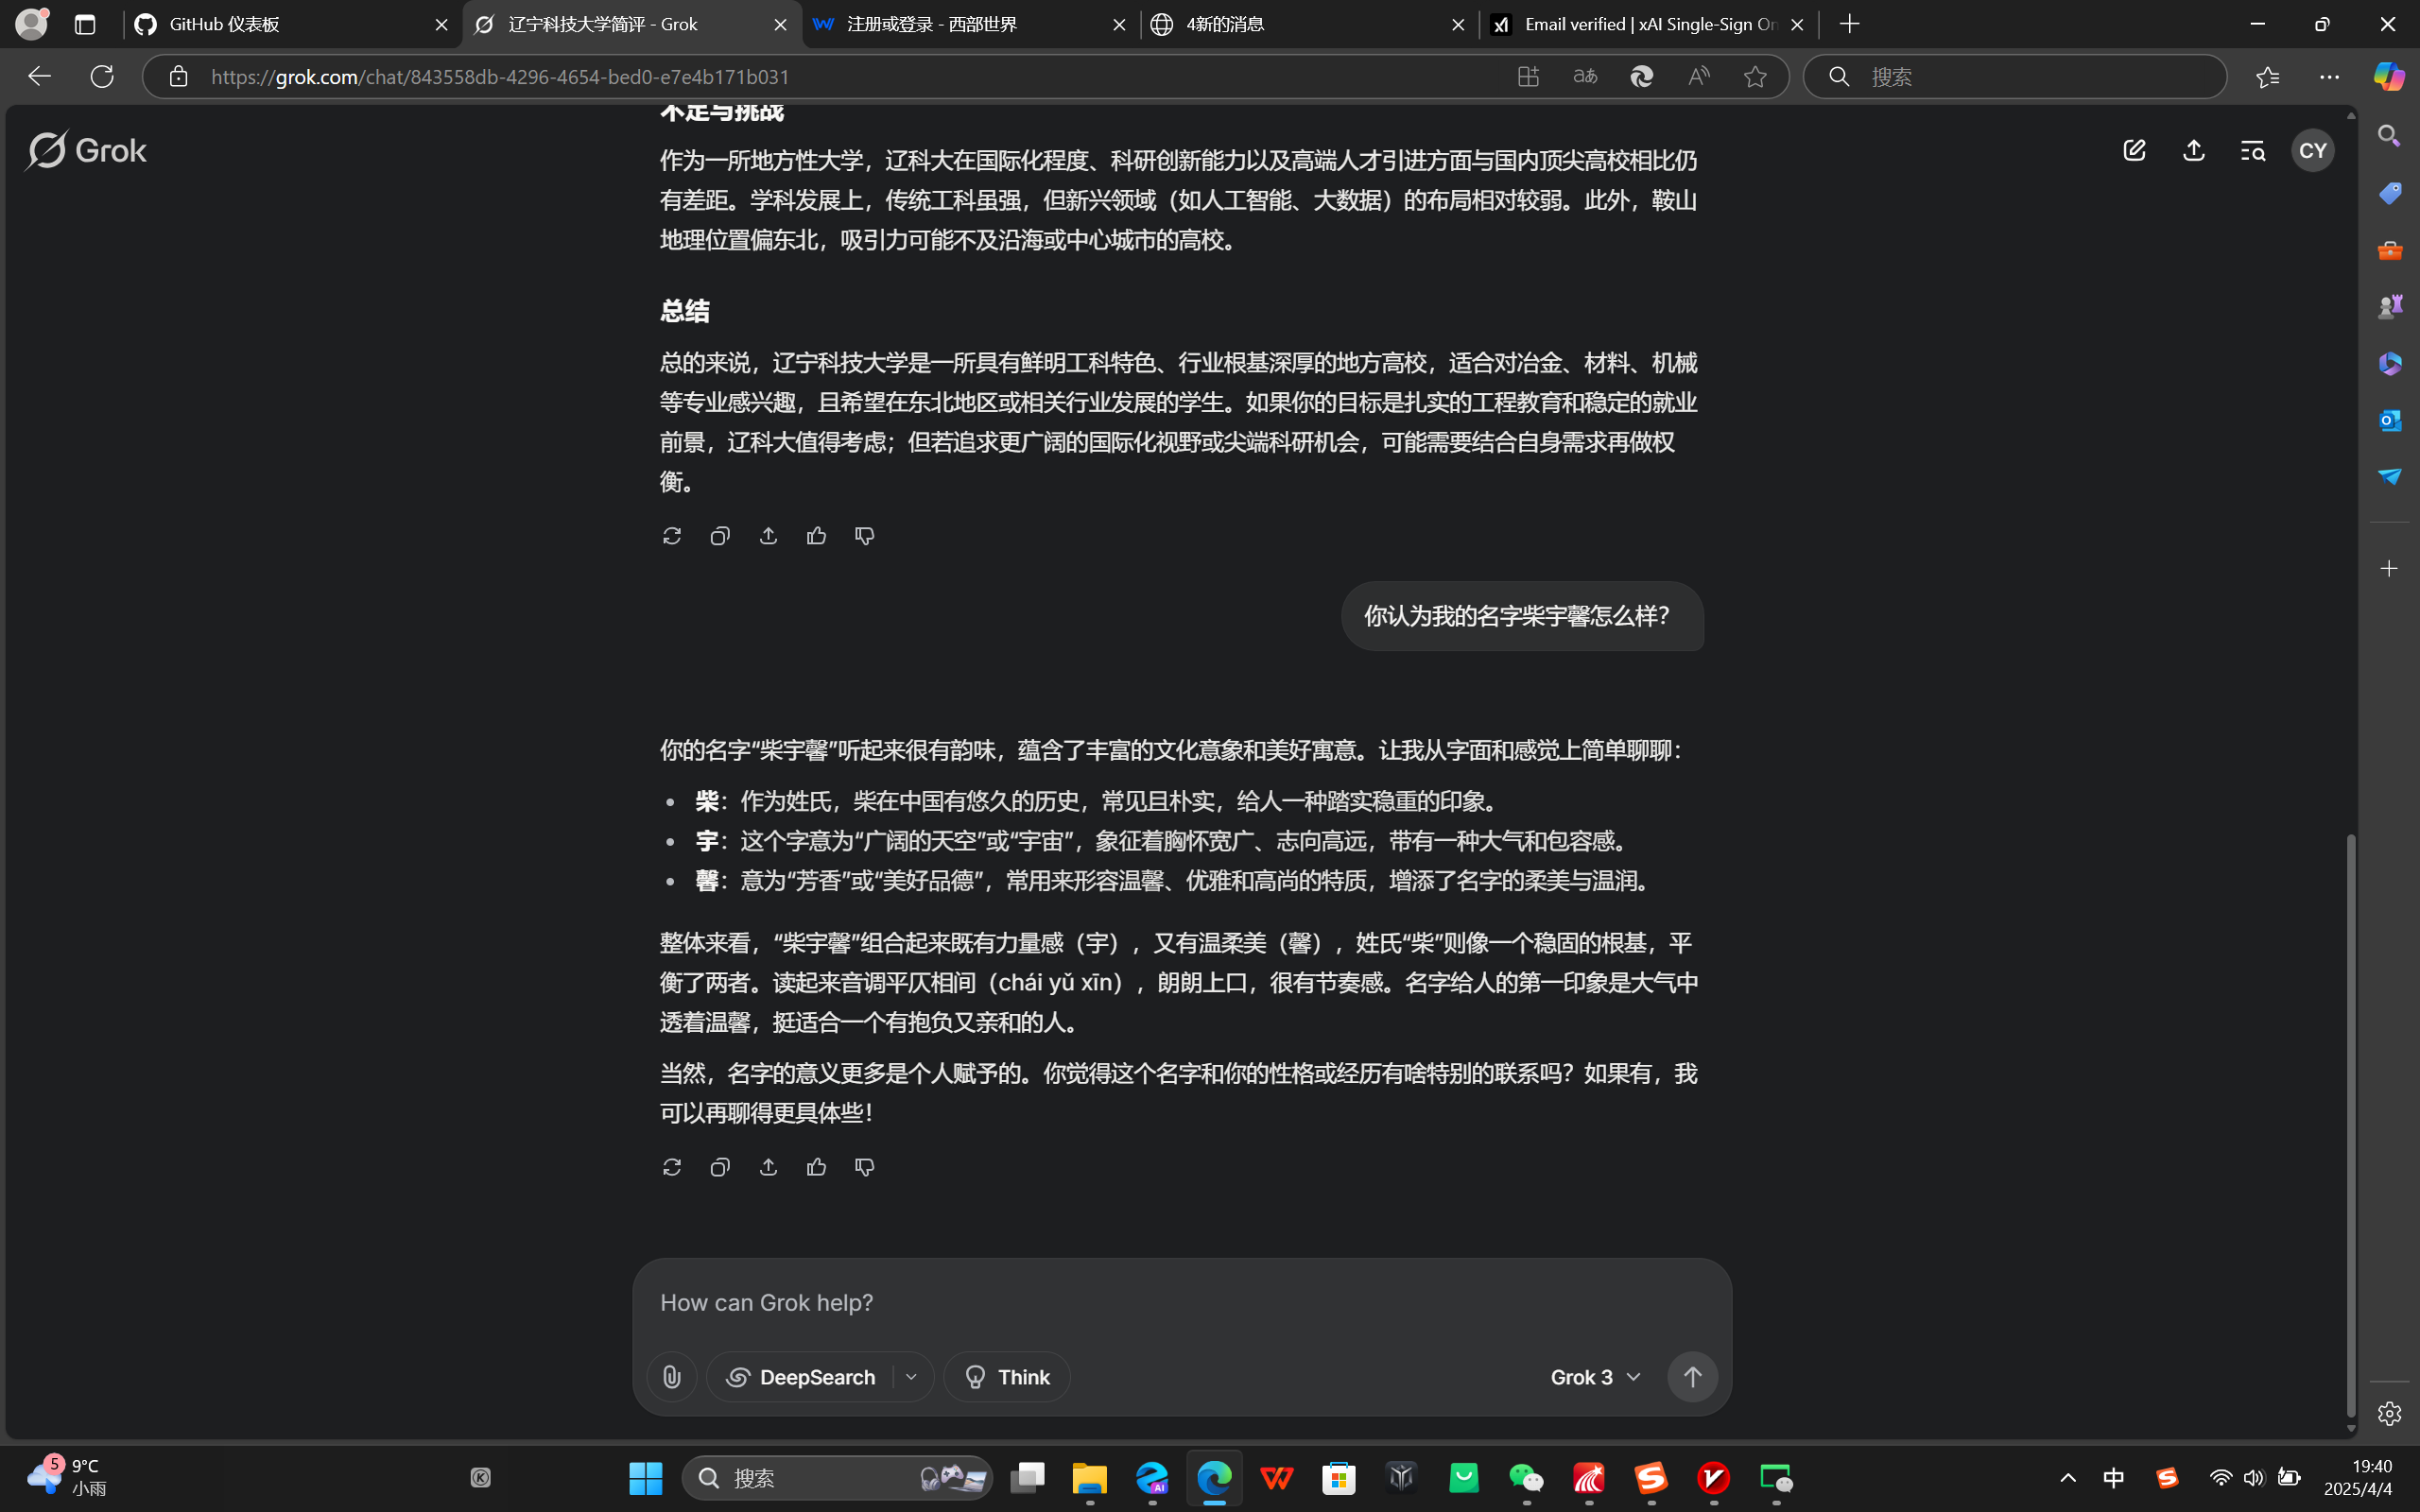 GitHub 仪表板
辽宁科技大学简评 - Grok
注册或登录 - 西部世界
4新的消息
Email verified | xAI Single-Sign On
https://grok.com/chat/843558db-4296-4654-bed0-e7e4b171b031
搜索
Grok
CY
不足与挑战
作为一所地方性大学，辽科大在国际化程度、科研创新能力以及高端人才引进方面与国内顶尖高校相比仍
有差距。学科发展上，传统工科虽强，但新兴领域（如人工智能、大数据）的布局相对较弱。此外，鞍山
地理位置偏东北，吸引力可能不及沿海或中心城市的高校。
总结
总的来说，辽宁科技大学是一所具有鲜明工科特色、行业根基深厚的地方高校，适合对冶金、材料、机械
等专业感兴趣，且希望在东北地区或相关行业发展的学生。如果你的目标是扎实的工程教育和稳定的就业
前景，辽科大值得考虑；但若追求更广阔的国际化视野或尖端科研机会，可能需要结合自身需求再做权
衡。
你认为我的名字柴宇馨怎么样？
你的名字“柴宇馨”听起来很有韵味，蕴含了丰富的文化意象和美好寓意。让我从字面和感觉上简单聊聊：
• 柴：作为姓氏，柴在中国有悠久的历史，常见且朴实，给人一种踏实稳重的印象。
• 宇：这个字意为“广阔的天空”或“宇宙”，象征着胸怀宽广、志向高远，带有一种大气和包容感。
• 馨：意为“芳香”或“美好品德”，常用来形容温馨、优雅和高尚的特质，增添了名字的柔美与温润。
整体来看，“柴宇馨”组合起来既有力量感（宇），又有温柔美（馨），姓氏“柴”则像一个稳固的根基，平
衡了两者。读起来音调平仄相间（chái yǔ xīn），朗朗上口，很有节奏感。名字给人的第一印象是大气中
透着温馨，挺适合一个有抱负又亲和的人。
当然，名字的意义更多是个人赋予的。你觉得这个名字和你的性格或经历有啥特别的联系吗？如果有，我
可以再聊得更具体些！
How can Grok help?
DeepSearch
Think
Grok 3
5
9°C
小雨
搜索
中
19:40
2025/4/4